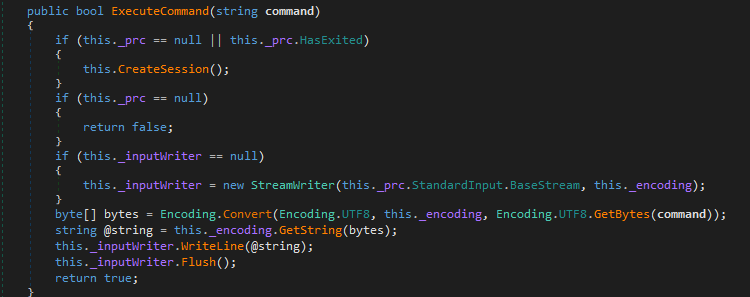 public bool ExecuteCommand(string command)
{
if (this._prc == null || this._prc.HasExited)
{
this.CreateSession();
}
if (this._prc == null)
{
return false;
}
if (this._inputWriter == null)
{
this._inputWriter = new StreamWriter(this._prc.StandardInput.BaseStream, this._encoding);
}
byte[] bytes = Encoding.Convert(Encoding.UTF8, this._encoding, Encoding.UTF8.GetBytes(command));
string @string = this._encoding.GetString(bytes);
this._inputWriter.WriteLine(@string);
this._inputWriter.Flush();
return true;
}